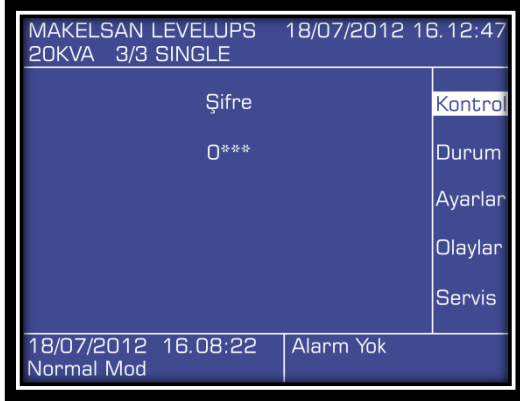 MAKELSAN LEVELUPS 18/07/2012 16.12:47
20KVA 3/3 SINGLE
Şifre
0***
Kontrol
Durum
Ayarlar
Olaylar
Servis
18/07/2012 16.08:22
Normal Mod
Alarm Yok